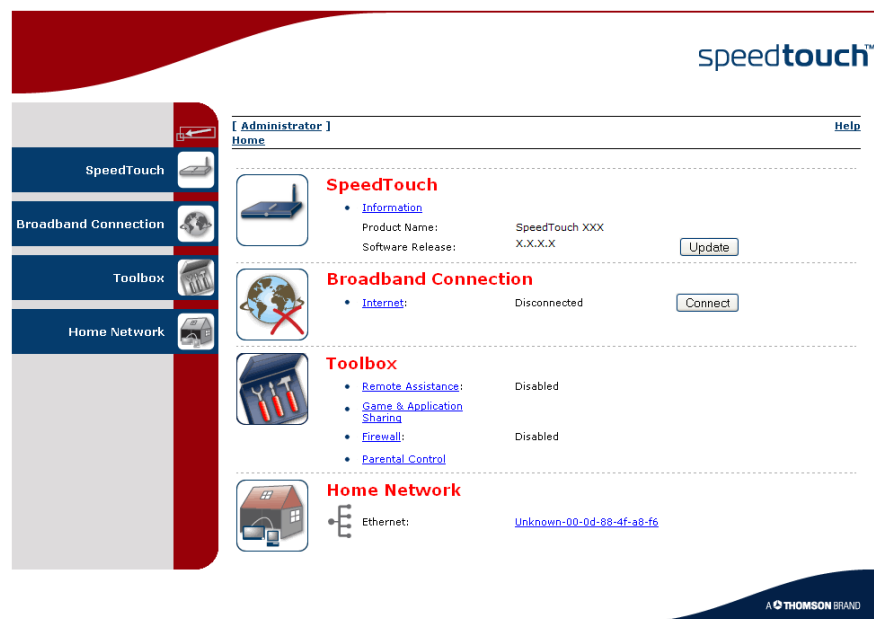 speedtouch™
[ Administrator ]
Help
Home
SpeedTouch
Broadband Connection
Toolbox
Home Network
SpeedTouch
Information
Product Name: SpeedTouch XXX
Software Release: X.X.X.X
Update
Broadband Connection
Internet: Disconnected
Connect
Toolbox
Remote Assistance: Disabled
Game & Application
Sharing
Firewall: Disabled
Parental Control
Home Network
Ethernet: Unknown-00-0d-88-4f-a8-f6
A THOMSON BRAND